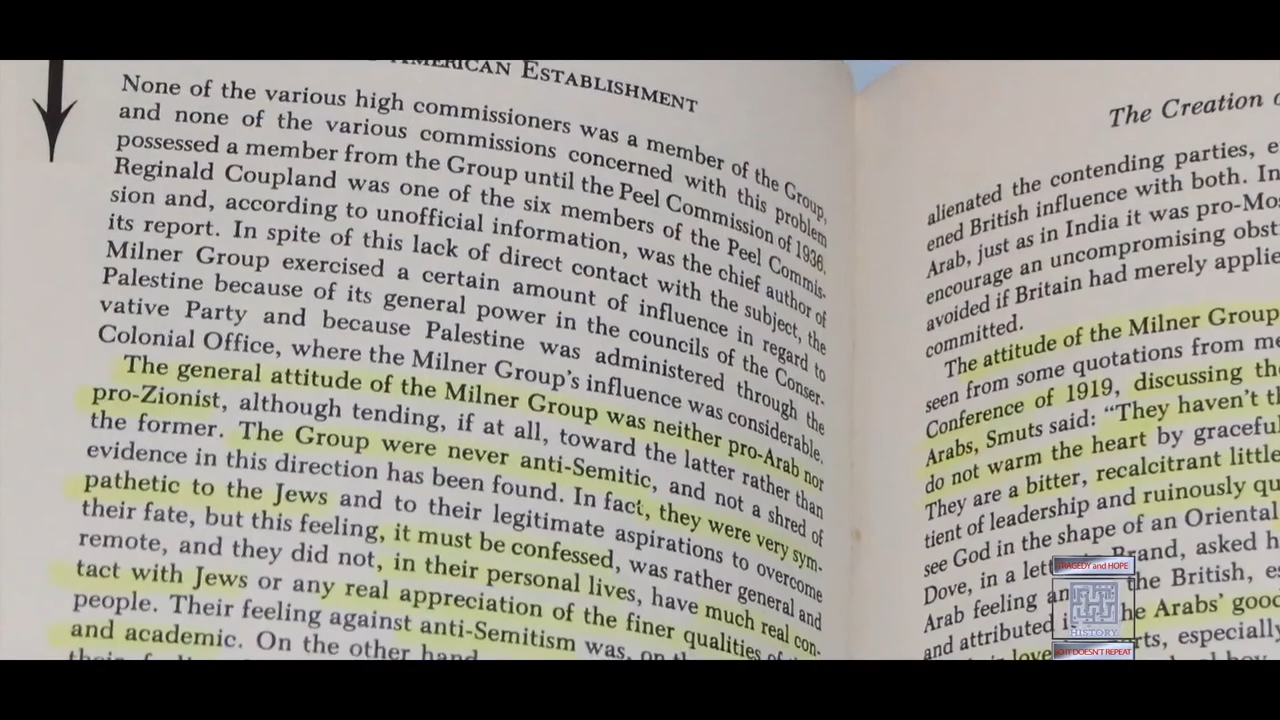 AMERICAN ESTABLISHMENT
None of the various high commissioners was a member of the Group,
and none of the various commissions concerned with this problem
possessed a member from the Group until the Peel Commission of 1936.
Reginald Coupland was one of the six members of the Peel Commis-
sion and, according to unofficial information, was the chief author of
its report. In spite of this lack of direct contact with the subject, the
Milner Group exercised a certain amount of influence in regard to
Palestine because of its general power in the councils of the Conser-
vative Party and because Palestine was administered through the
Colonial Office, where the Milner Group's influence was considerable.
The general attitude of the Milner Group was neither pro-Arab nor
pro-Zionist, although tending, if at all, toward the latter rather than
the former. The Group were never anti-Semitic, and not a shred of
evidence in this direction has been found. In fact, they were very sym-
pathetic to the Jews and to their legitimate aspirations to overcome
their fate, but this feeling, it must be confessed, was rather general and
remote, and they did not, in their personal lives, have much real con-
tact with Jews or any real appreciation of the finer qualities of
people. Their feeling against anti-Semitism was, on
and academic. On the other hand
The Creation
alienated the contending parties,
ened British influence with both. In
Arab, just as in India it was
encourage an uncompromising
avoided if Britain had merely
committed.
The attitude of the Milner Group
seen from some quotations from
Conference of 1919, discussing
Arabs, Smuts said: "They haven't
do not warm the heart by
They are a bitter, recalcitrant
tient of leadership and ruinously
see God in the shape of an Oriental
Dove, in a Brand, asked
Arab feeling the British,
and attributed the Arabs' good
love especially
TRAGEDY and HOPE
HISTORY
SO IT DOESN'T REPEAT